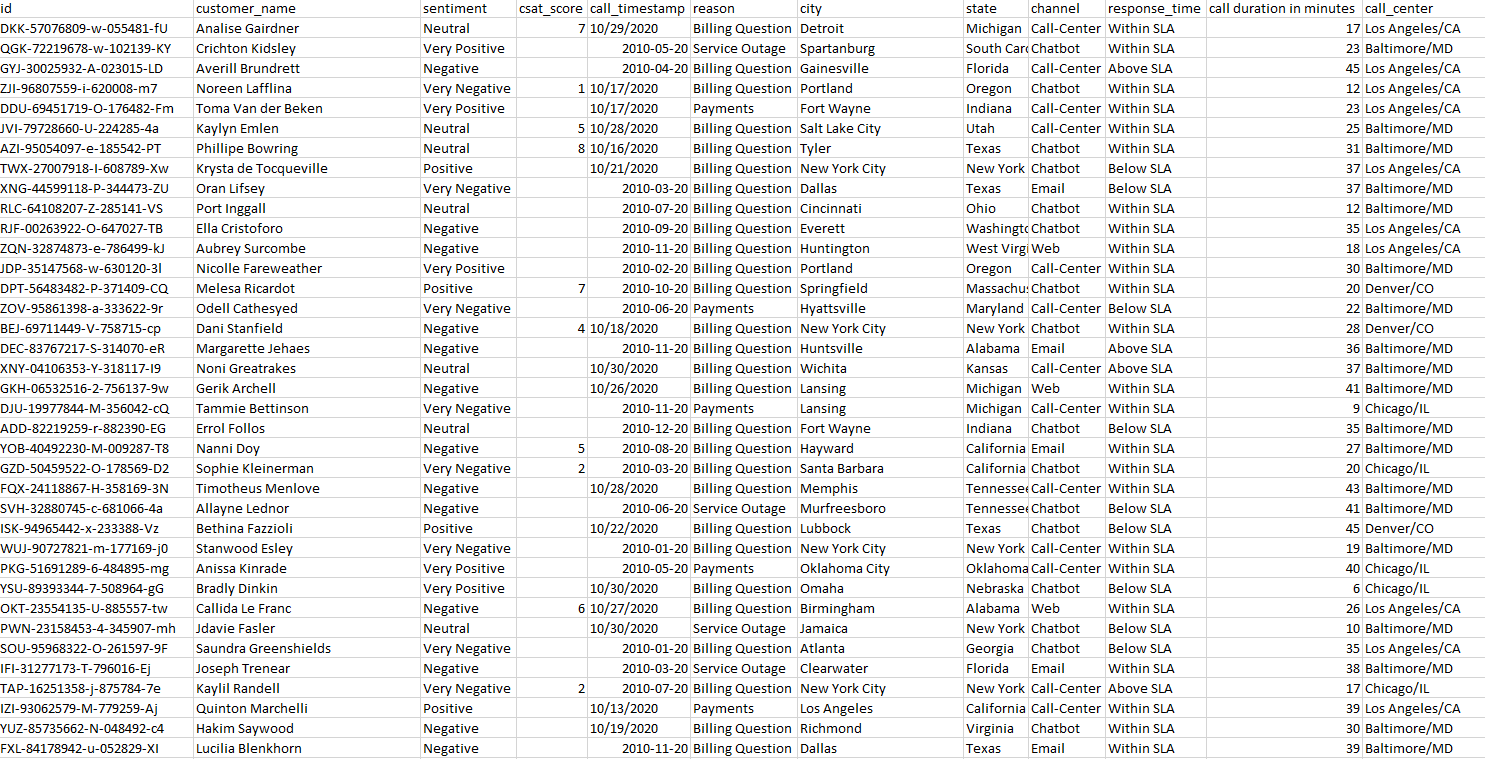 id customer_name sentiment csat_score call_timestamp reason city state channel response_time call duration in minutes call_center
DKK-57076809-w-055481-fU Analise Gairdner Neutral 7 10/29/2020 Billing Question Detroit Michigan Call-Center Within SLA 17 Los Angeles/CA
QGK-72219678-w-102139-KY Crichton Kidsley Very Positive 2010-05-20 Service Outage Spartanburg South Carc Chatbot Within SLA 23 Baltimore/MD
GYJ-30025932-A-023015-LD Averill Brundrett Negative 2010-04-20 Billing Question Gainesville Florida Call-Center Above SLA 45 Los Angeles/CA
ZJI-96807559-i-620008-m7 Noreen Lafflina Very Negative 1 10/17/2020 Billing Question Portland Oregon Chatbot Within SLA 12 Los Angeles/CA
DDU-69451719-O-176482-Fm Toma Van der Beken Very Positive 10/17/2020 Payments Fort Wayne Indiana Call-Center Within SLA 23 Los Angeles/CA
JVI-79728660-U-224285-4a Kaylyn Emlen Neutral 5 10/28/2020 Billing Question Salt Lake City Utah Call-Center Within SLA 25 Baltimore/MD
AZI-95054097-e-185542-PT Phillipe Bowring Neutral 8 10/16/2020 Billing Question Tyler Texas Chatbot Within SLA 31 Baltimore/MD
TWX-27007918-I-608789-Xw Krysta de Tocqueville Positive 10/21/2020 Billing Question New York City New York Chatbot Below SLA 37 Los Angeles/CA
XNG-44599118-P-344473-ZU Oran Lifsey Very Negative 2010-03-20 Billing Question Dallas Texas Email Below SLA 37 Baltimore/MD
RLC-64108207-Z-285141-VS Port Inggall Neutral 2010-07-20 Billing Question Cincinnati Ohio Chatbot Within SLA 12 Baltimore/MD
RJF-00263922-O-647027-TB Ella Cristoforo Negative 2010-09-20 Billing Question Everett Washingtc Chatbot Within SLA 35 Los Angeles/CA
ZQN-32874873-e-786499-kJ Aubrey Surcombe Negative 2010-11-20 Billing Question Huntington West Virgi Web Within SLA 18 Los Angeles/CA
JDP-35147568-w-630120-3l Nicolle Fareweather Very Positive 2010-02-20 Billing Question Portland Oregon Call-Center Within SLA 30 Baltimore/MD
DPT-56483482-P-371409-CQ Melesa Ricardot Positive 7 2010-10-20 Billing Question Springfield Massachu Chatbot Within SLA 20 Denver/CO
ZOV-95861398-a-333622-9r Odell Cathesyed Very Negative 2010-06-20 Payments Hyattsville Maryland Call-Center Below SLA 22 Baltimore/MD
BEJ-69711449-V-758715-cp Dani Stanfield Negative 4 10/18/2020 Billing Question New York City New York Chatbot Within SLA 28 Denver/CO
DEC-83767217-S-314070-eR Margarette Jehaes Negative 2010-11-20 Billing Question Huntsville Alabama Email Above SLA 36 Baltimore/MD
XNY-04106353-Y-318117-I9 Noni Greatrakes Neutral 10/30/2020 Billing Question Wichita Kansas Call-Center Above SLA 37 Baltimore/MD
GKH-06532516-2-756137-9w Gerik Archell Negative 10/26/2020 Billing Question Lansing Michigan Web Within SLA 41 Baltimore/MD
DJU-19977844-M-356042-cQ Tammie Bettinson Very Negative 2010-11-20 Payments Lansing Michigan Call-Center Within SLA 9 Chicago/IL
ADD-82219259-r-882390-EG Errol Follos Neutral 2010-12-20 Billing Question Fort Wayne Indiana Chatbot Below SLA 35 Baltimore/MD
YOB-40492230-M-009287-T8 Nanni Doy Negative 5 2010-08-20 Billing Question Hayward California Email Within SLA 27 Baltimore/MD
GZD-50459522-O-178569-D2 Sophie Kleinerman Very Negative 2 2010-03-20 Billing Question Santa Barbara California Chatbot Within SLA 20 Chicago/IL
FQX-24118867-H-358169-3N Timotheus Menlove Negative 10/28/2020 Billing Question Memphis Tennessee Call-Center Within SLA 43 Baltimore/MD
SVH-32880745-c-681066-4a Allayne Lednor Negative 2010-06-20 Service Outage Murfreesboro Tennessee Chatbot Below SLA 41 Baltimore/MD
ISK-94965442-x-233388-Vz Bethina Fazzioli Positive 10/22/2020 Billing Question Lubbock Texas Chatbot Below SLA 45 Denver/CO
WUJ-90727821-m-177169-j0 Stanwood Esley Very Negative 2010-01-20 Billing Question New York City New York Call-Center Within SLA 19 Baltimore/MD
PKG-51691289-6-484895-mg Anissa Kinrade Very Positive 2010-05-20 Payments Oklahoma City Oklahoma Call-Center Within SLA 40 Chicago/IL
YSU-89393344-7-508964-gG Bradly Dinkin Very Positive 10/30/2020 Billing Question Omaha Nebraska Chatbot Below SLA 6 Chicago/IL
OKT-23554135-U-885557-tw Callida Le Franc Negative 6 10/27/2020 Billing Question Birmingham Alabama Web Within SLA 26 Los Angeles/CA
PWN-23158453-4-345907-mh Jdavie Fasler Neutral 10/30/2020 Service Outage Jamaica New York Chatbot Below SLA 10 Baltimore/MD
SOU-95968322-O-261597-9F Saundra Greenshields Very Negative 2010-01-20 Billing Question Atlanta Georgia Chatbot Below SLA 35 Los Angeles/CA
IFI-31277173-T-796016-Ej Joseph Trenear Negative 2010-03-20 Service Outage Clearwater Florida Email Within SLA 38 Baltimore/MD
TAP-16251358-j-875784-7e Kaylil Randell Very Negative 2 2010-07-20 Billing Question New York City New York Call-Center Above SLA 17 Chicago/IL
IZI-93062579-M-779259-Aj Quinton Marchelli Positive 10/13/2020 Payments Los Angeles California Call-Center Within SLA 39 Los Angeles/CA
YUZ-85735662-N-048492-c4 Hakim Saywood Negative 10/19/2020 Billing Question Richmond Virginia Chatbot Within SLA 30 Baltimore/MD
FXL-84178942-u-052829-XI Lucilia Blenkhorn Negative 2010-11-20 Billing Question Dallas Texas Email Within SLA 39 Baltimore/MD